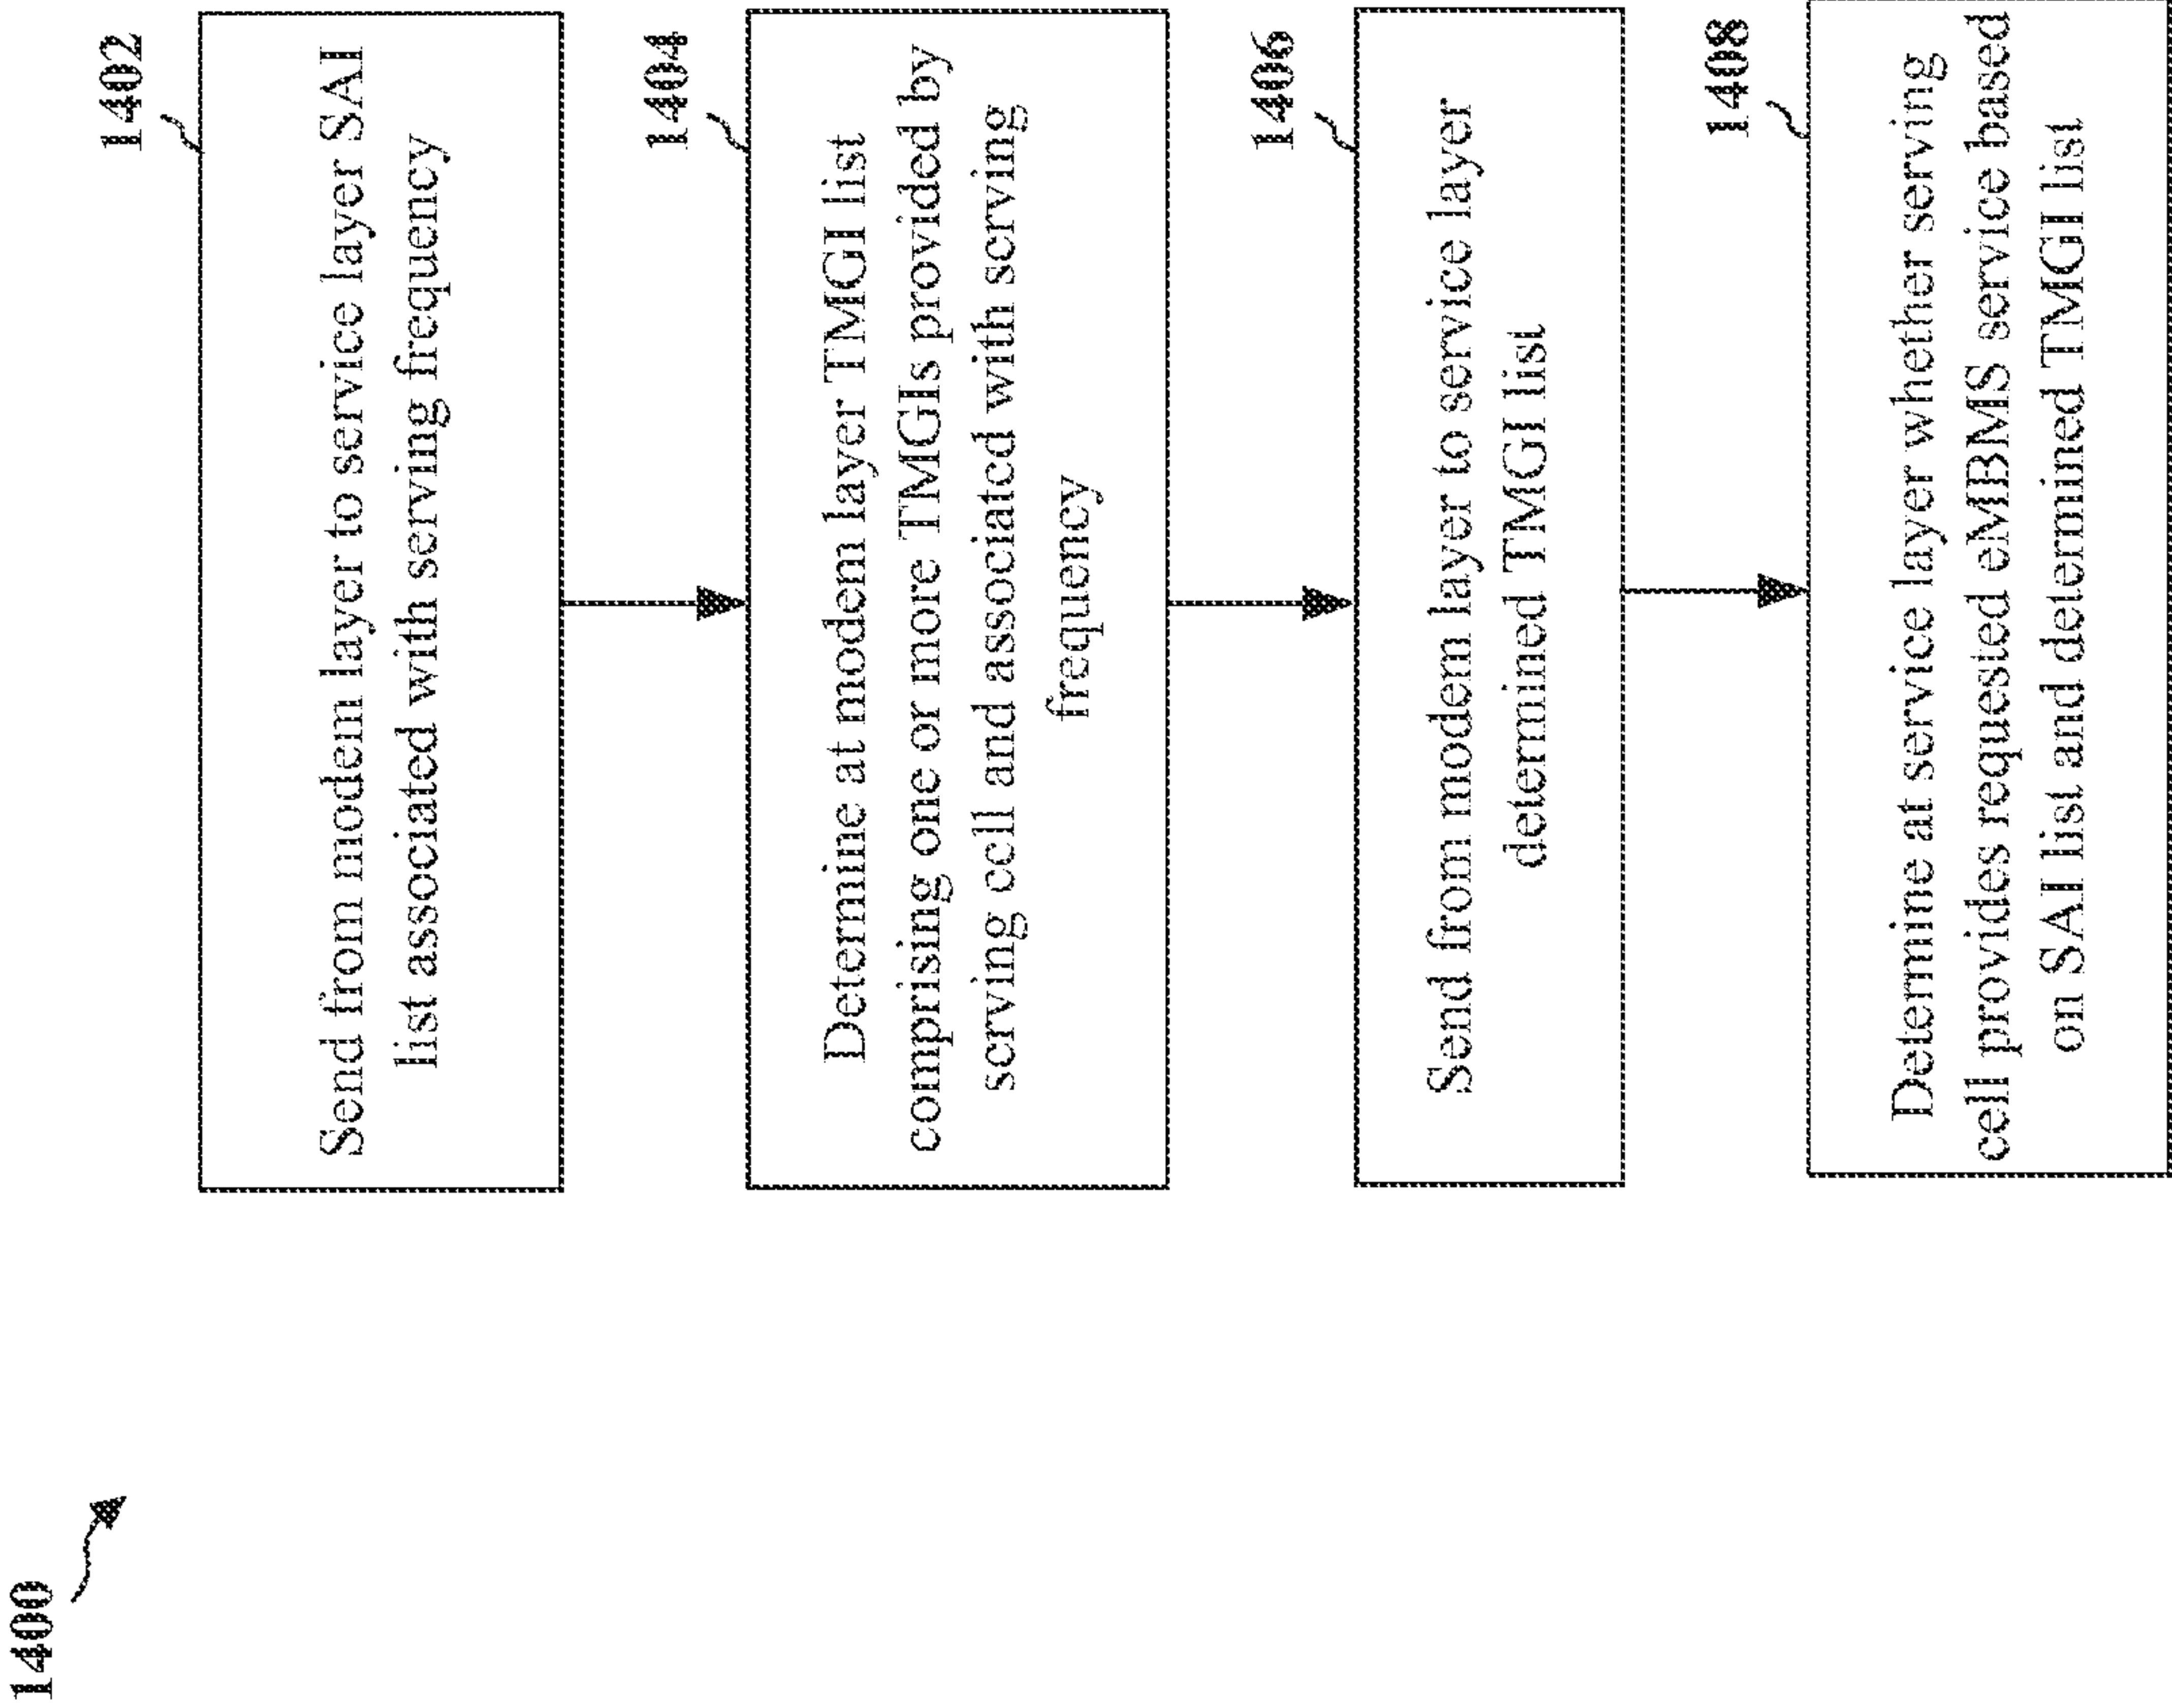 1400
1402
Send from modem layer to service layer SAI
list associated with serving frequency
1404
Determine at modem layer TMGI list
comprising one or more TMGIs provided by
serving cell and associated with serving
frequency
1406
Send from modem layer to service layer
determined TMGI list
1408
Determine at service layer whether serving
cell provides requested eMBMS service based
on SAI list and determined TMGI list